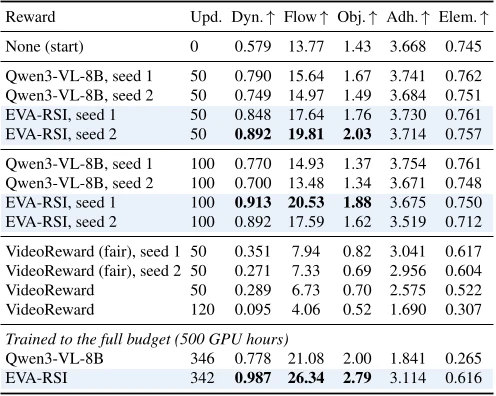 Reward Upd. Dyn.↑ Flow↑ Obj.↑ Adh.↑ Elem.↑
None (start) 0 0.579 13.77 1.43 3.668 0.745
Qwen3-VL-8B, seed 1 50 0.790 15.64 1.67 3.741 0.762
Qwen3-VL-8B, seed 2 50 0.749 14.97 1.49 3.684 0.751
EVA-RSI, seed 1 50 0.848 17.64 1.76 3.730 0.761
EVA-RSI, seed 2 50 0.892 19.81 2.03 3.714 0.757
Qwen3-VL-8B, seed 1 100 0.770 14.93 1.37 3.754 0.761
Qwen3-VL-8B, seed 2 100 0.700 13.48 1.34 3.671 0.748
EVA-RSI, seed 1 100 0.913 20.53 1.88 3.675 0.750
EVA-RSI, seed 2 100 0.892 17.59 1.62 3.519 0.712
VideoReward (fair), seed 1 50 0.351 7.94 0.82 3.041 0.617
VideoReward (fair), seed 2 50 0.271 7.33 0.69 2.956 0.604
VideoReward 50 0.289 6.73 0.70 2.575 0.522
VideoReward 120 0.095 4.06 0.52 1.690 0.307
Trained to the full budget (500 GPU hours)
Qwen3-VL-8B 346 0.778 21.08 2.00 1.841 0.265
EVA-RSI 342 0.987 26.34 2.79 3.114 0.616